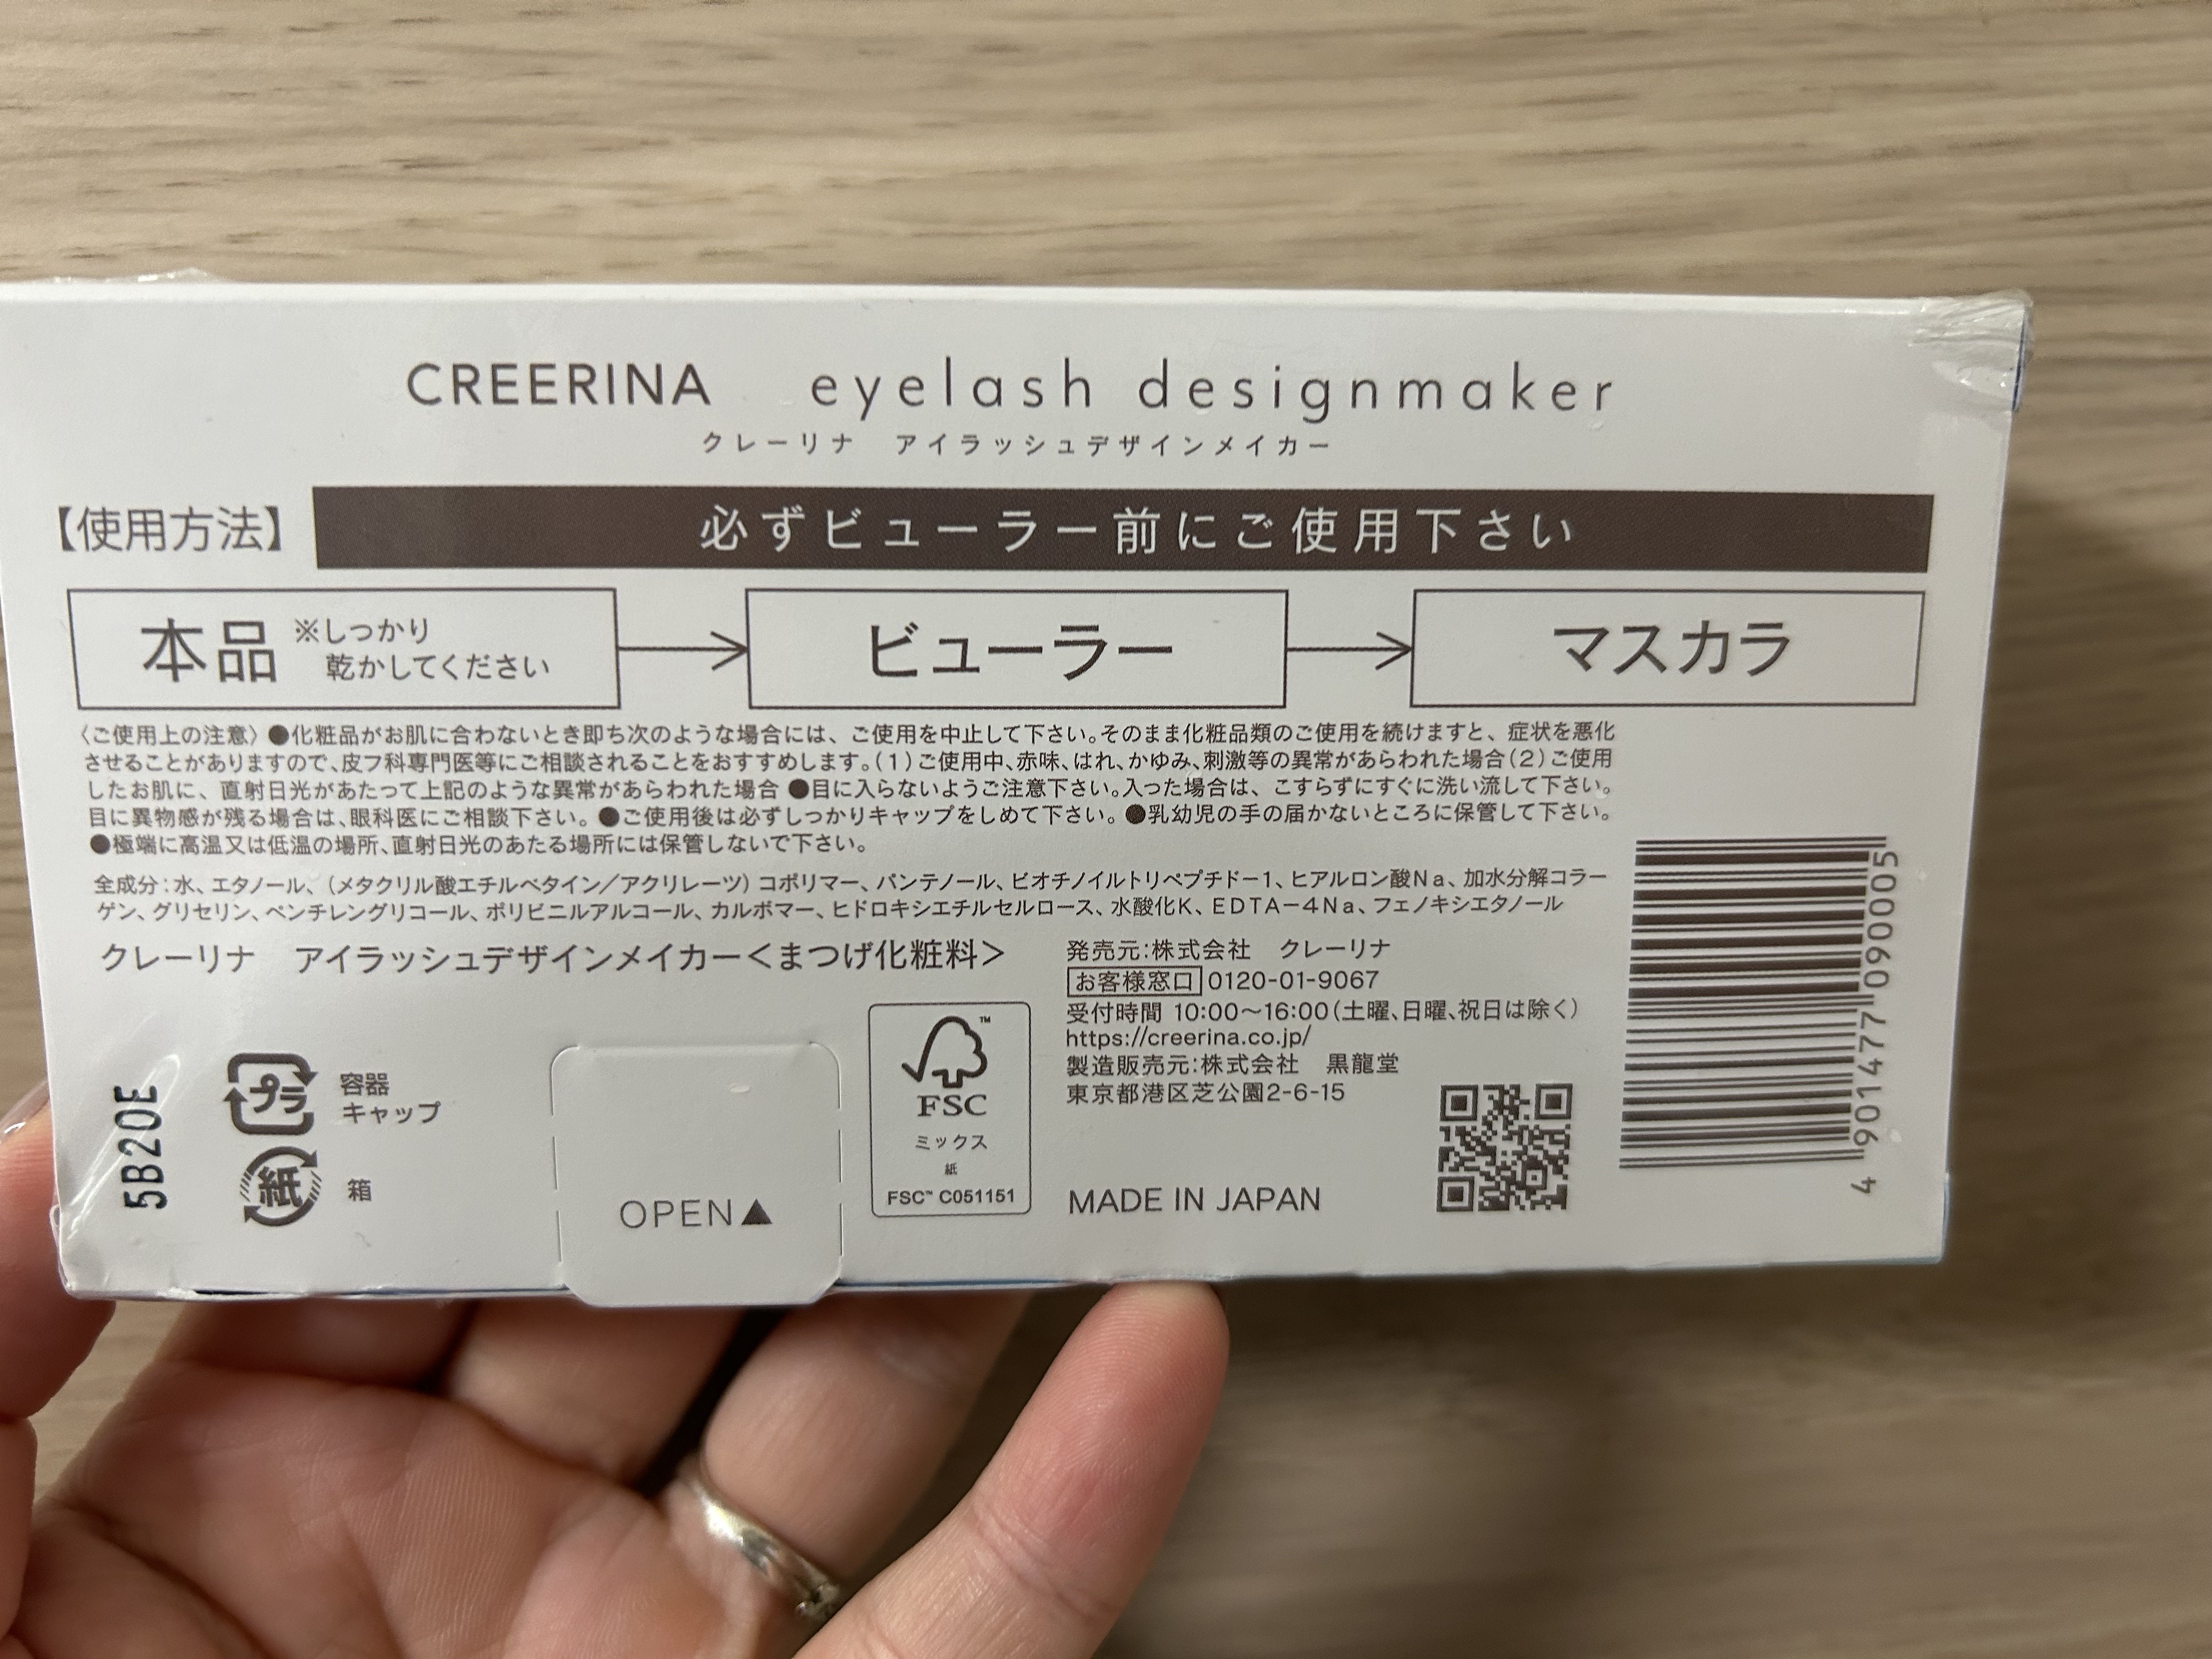 CREERINA eyelash designmaker
クレーリナ アイラッシュデザインメイカー
【使用方法】 必ずビューラー前にご使用下さい
本品 ※しっかり
乾かしてください
ビューラー
マスカラ
〈ご使用上の注意〉●化粧品がお肌に合わないとき即ち次のような場合には、ご使用を中止して下さい。そのまま化粧品類のご使用を続けますと、症状を悪化
させることがありますので、皮フ科専門医等にご相談されることをおすすめします。(1)ご使用中、赤味、はれ、かゆみ、刺激等の異常があらわれた場合(2)ご使用
したお肌に、直射日光があたって上記のような異常があらわれた場合 ●目に入らないようご注意下さい。入った場合は、こすらずにすぐに洗い流して下さい。
目に異物感が残る場合は、眼科医にご相談下さい。●ご使用後は必ずしっかりキャップをしめて下さい。●乳幼児の手の届かないところに保管して下さい。
●極端に高温又は低温の場所、直射日光のあたる場所には保管しないで下さい。
全成分:水、エタノール、(メタクリル酸エチルベタイン/アクリレーツ)コポリマー、パンテノール、ビオチノイルトリペプチド-1、ヒアルロン酸Na、加水分解コラー
ゲン、グリセリン、ペンチレングリコール、ポリビニルアルコール、カルボマー、ヒドロキシエチルセルロース、水酸化K、EDTA-4Na、フェノキシエタノール
クレーリナ アイラッシュデザインメイカー<まつげ化粧料>
発売元:株式会社 クレーリナ
お客様窓口 0120-01-9067
受付時間 10:00〜16:00(土曜、日曜、祝日は除く)
https://creerina.co.jp/
製造販売元:株式会社 黒龍堂
東京都港区芝公園2-6-15
MADE IN JAPAN
5B20E
プラ 容器
キャップ
紙 箱
OPEN▲
FSC™
ミックス
紙
FSC™ C051151
4 901477 090005